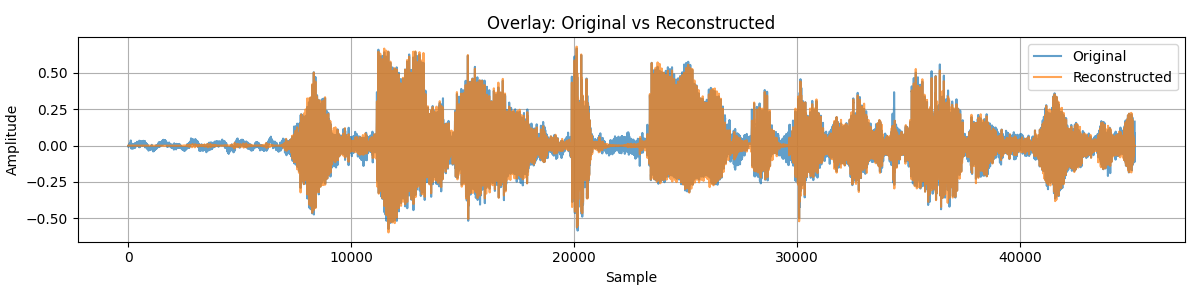 Overlay: Original vs Reconstructed
Original
Reconstructed
Amplitude
0.50
0.25
0.00
−0.25
−0.50
0
10000
20000
30000
40000
Sample